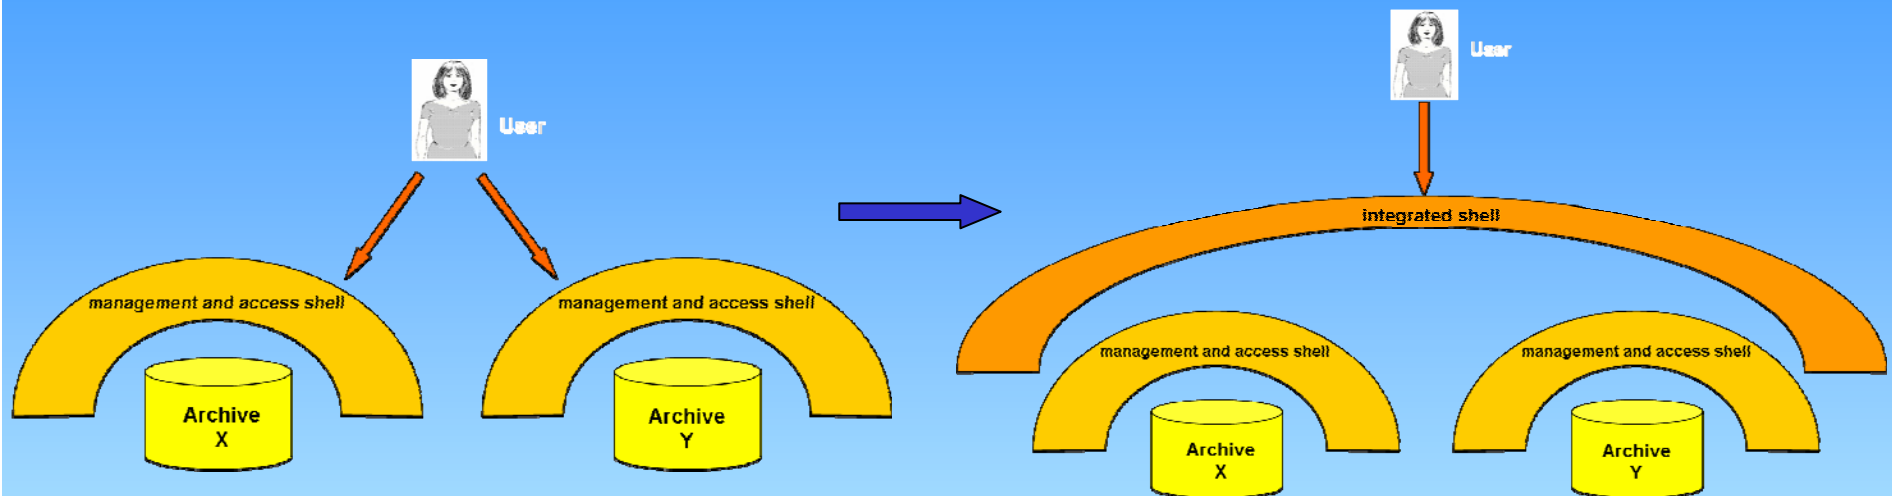 User
management and access shell
management and access shell
Archive
X
Archive
Y
User
integrated shell
management and access shell
management and access shell
Archive
X
Archive
Y